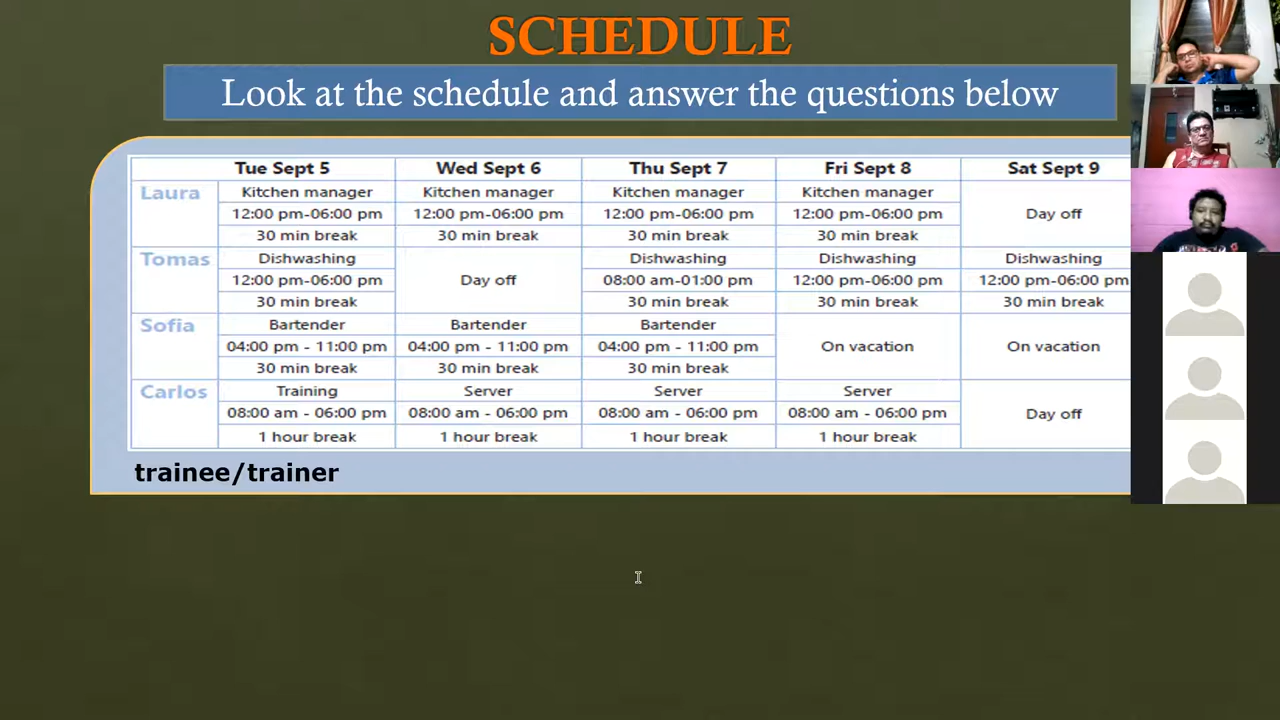 SCHEDULE
Look at the schedule and answer the questions below
Tue Sept 5 Wed Sept 6 Thu Sept 7 Fri Sept 8 Sat Sept 9
Laura Kitchen manager Kitchen manager Kitchen manager Kitchen manager
12:00 pm-06:00 pm 12:00 pm-06:00 pm 12:00 pm-06:00 pm 12:00 pm-06:00 pm Day off
30 min break 30 min break 30 min break 30 min break
Tomas Dishwashing Dishwashing Dishwashing Dishwashing
12:00 pm-06:00 pm Day off 08:00 am-01:00 pm 12:00 pm-06:00 pm 12:00 pm-06:00 pm
30 min break 30 min break 30 min break 30 min break
Sofia Bartender Bartender Bartender
04:00 pm - 11:00 pm 04:00 pm - 11:00 pm 04:00 pm - 11:00 pm On vacation On vacation
30 min break 30 min break 30 min break
Carlos Training Server Server Server
08:00 am - 06:00 pm 08:00 am - 06:00 pm 08:00 am - 06:00 pm 08:00 am - 06:00 pm Day off
1 hour break 1 hour break 1 hour break 1 hour break
trainee/trainer